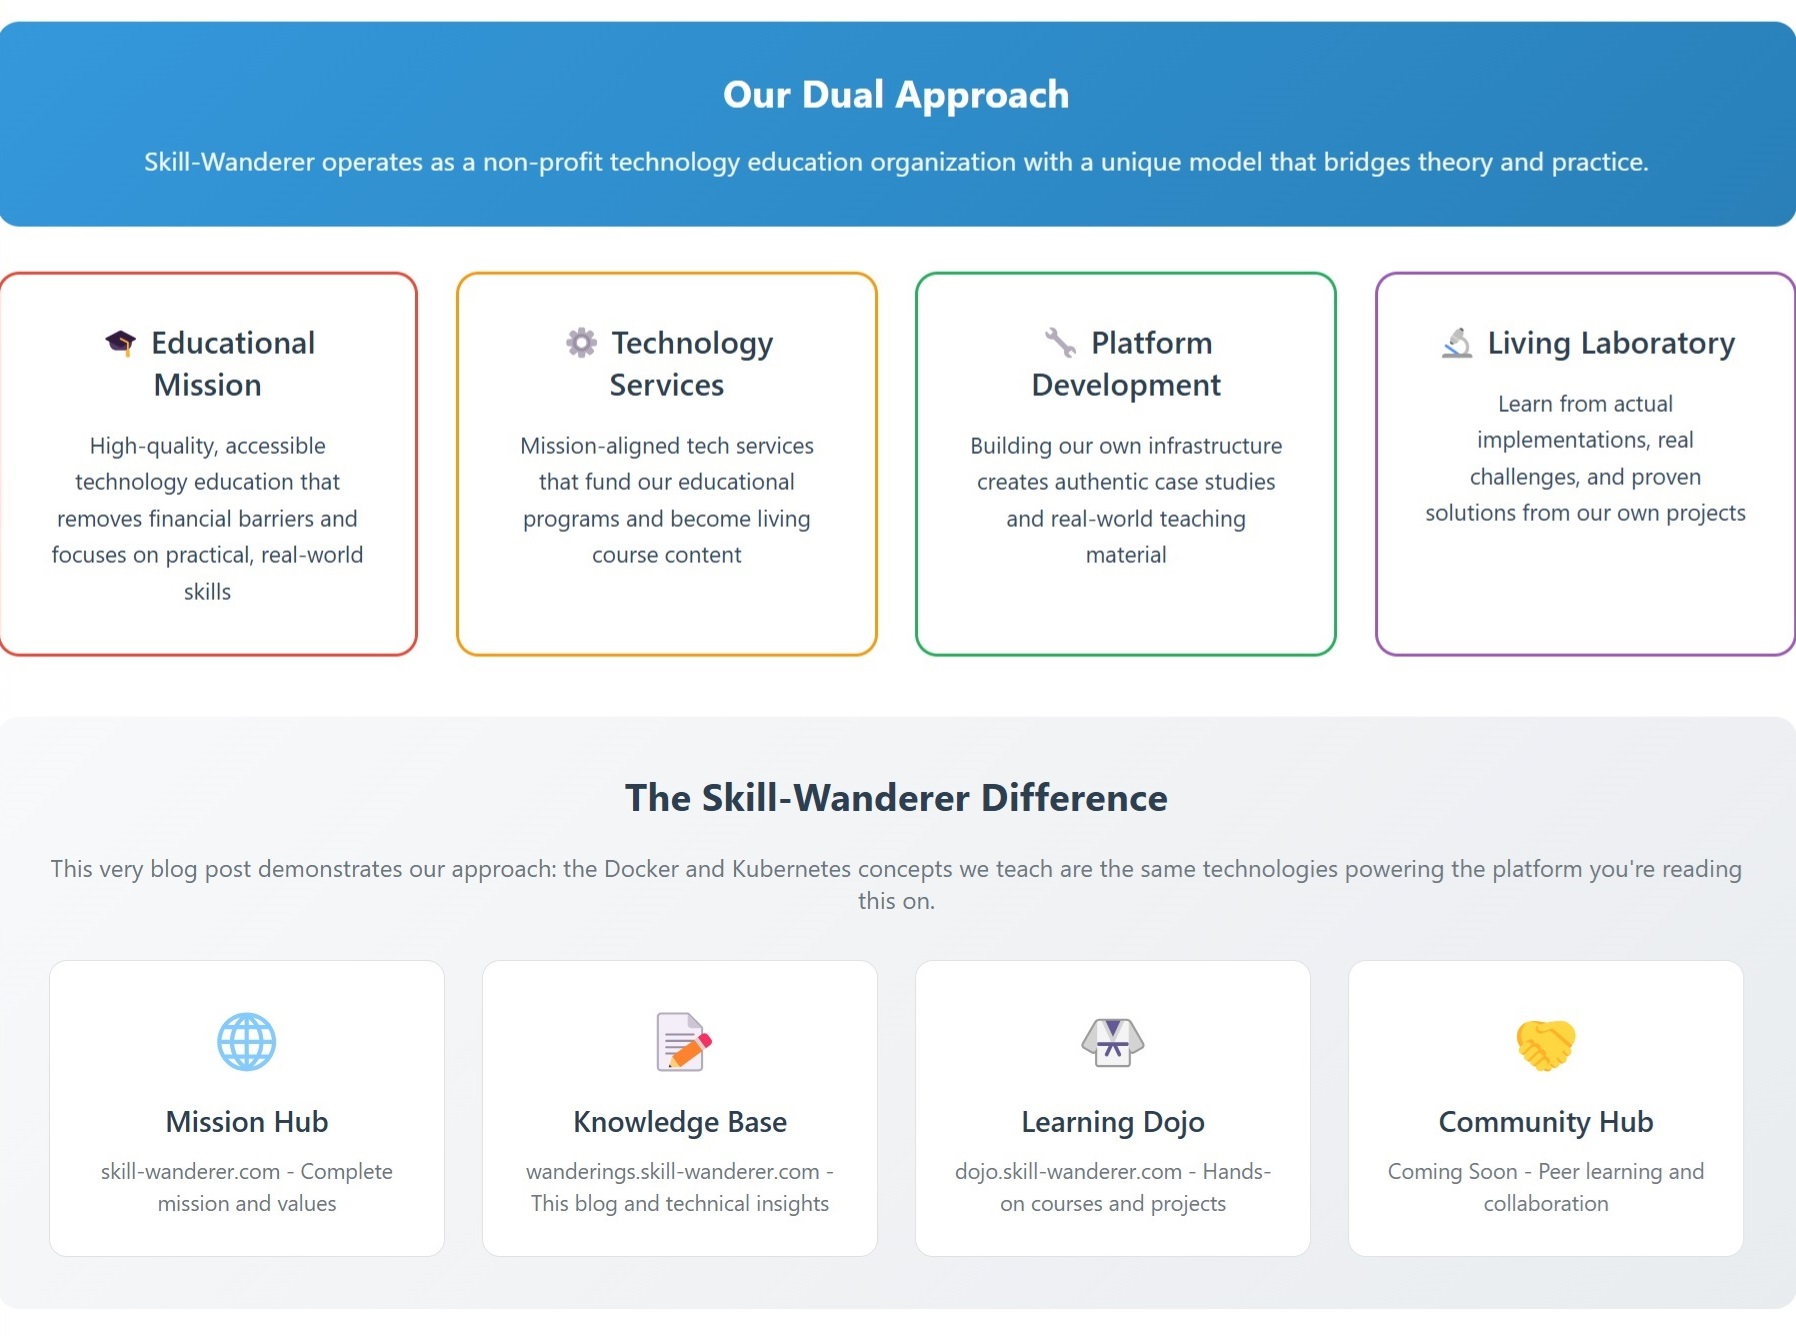 Our Dual Approach
Skill-Wanderer operates as a non-profit technology education organization with a unique model that bridges theory and practice.
Educational
Mission
High-quality, accessible
technology education that
removes financial barriers and
focuses on practical, real-world
skills
Technology
Services
Mission-aligned tech services
that fund our educational
programs and become living
course content
Platform
Development
Building our own infrastructure
creates authentic case studies
and real-world teaching
material
Living Laboratory
Learn from actual
implementations, real
challenges, and proven
solutions from our own projects
The Skill-Wanderer Difference
This very blog post demonstrates our approach: the Docker and Kubernetes concepts we teach are the same technologies powering the platform you're reading
this on.
Mission Hub
skill-wanderer.com - Complete
mission and values
Knowledge Base
wanderings.skill-wanderer.com -
This blog and technical insights
Learning Dojo
dojo.skill-wanderer.com - Hands-
on courses and projects
Community Hub
Coming Soon - Peer learning and
collaboration